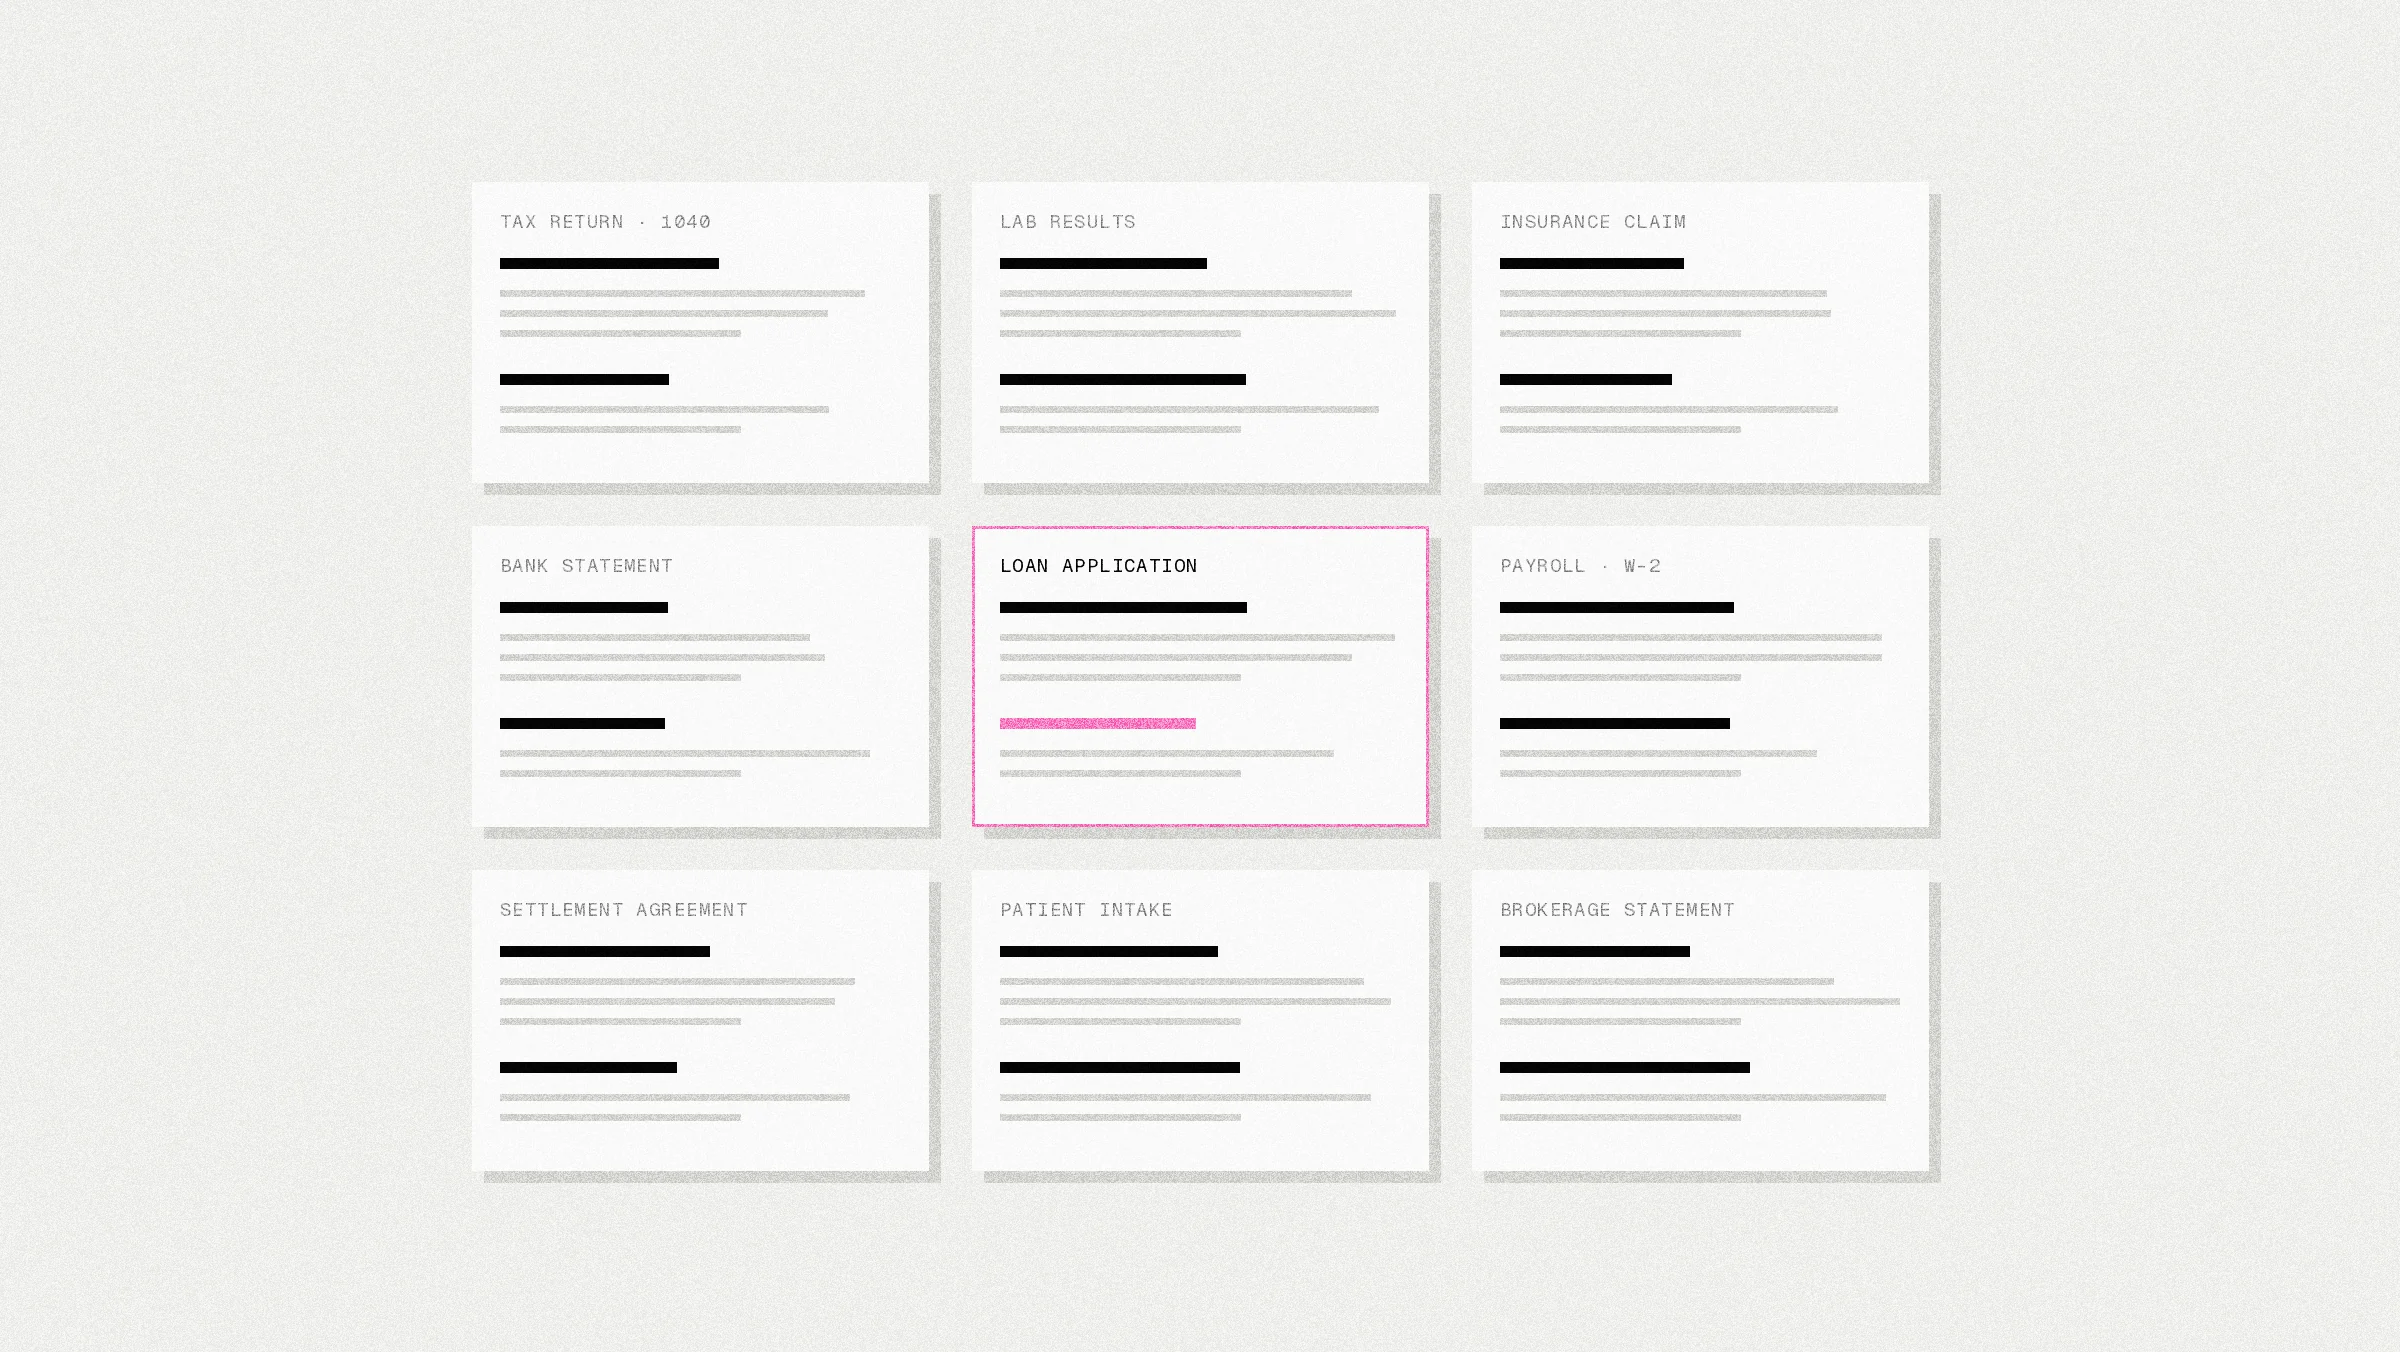 TAX RETURN · 1040
LAB RESULTS
INSURANCE CLAIM
BANK STATEMENT
LOAN APPLICATION
PAYROLL · W-2
SETTLEMENT AGREEMENT
PATIENT INTAKE
BROKERAGE STATEMENT